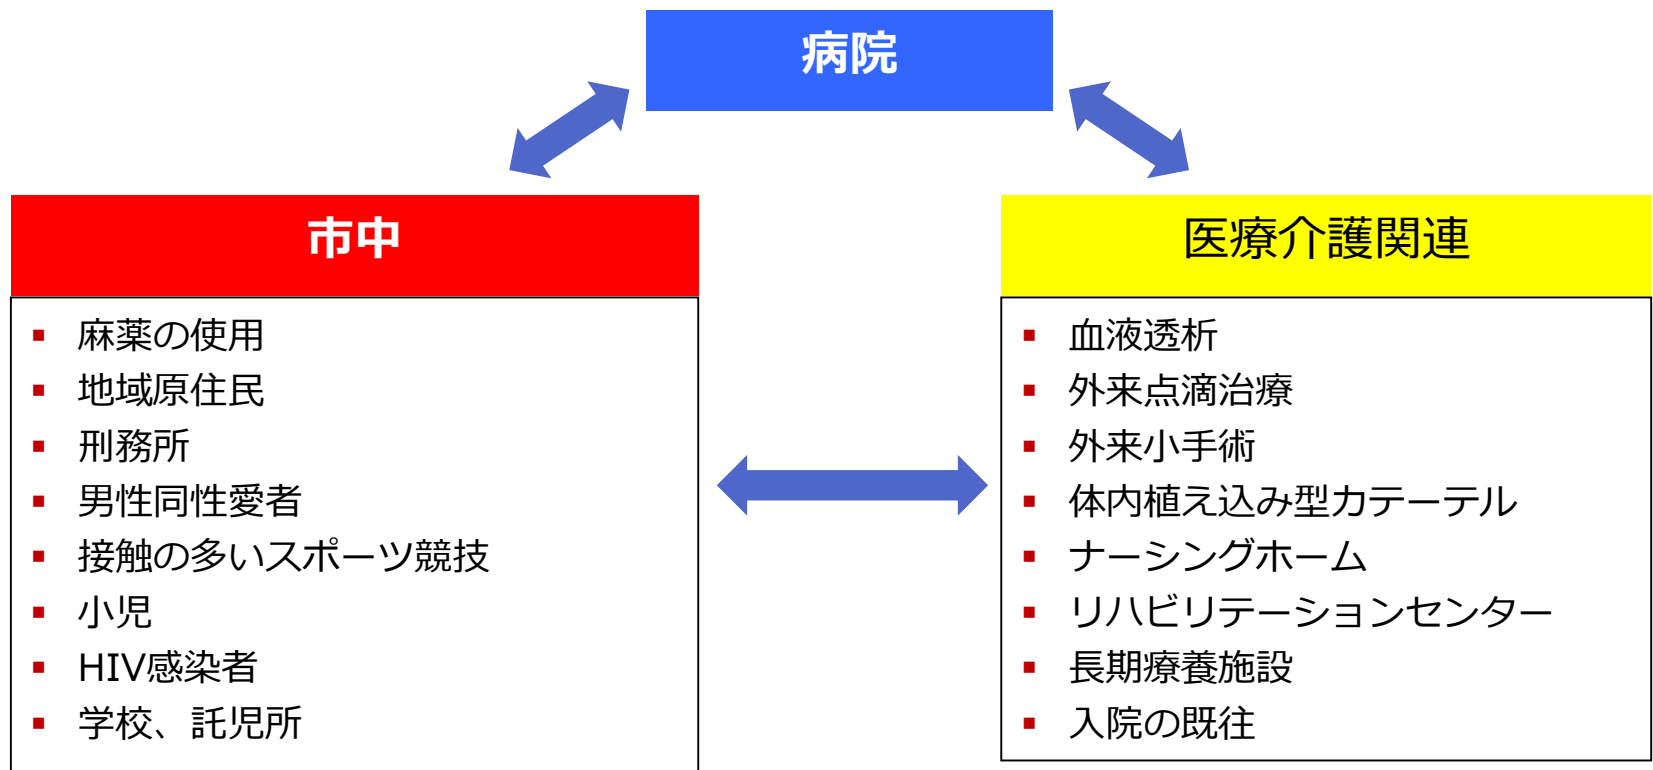 病院
市中
麻薬の使用
地域原住民
刑務所
男性同性愛者
接触の多いスポーツ競技
小児
HIV感染者
学校、託児所
医療介護関連
血液透析
外来点滴治療
外来小手術
体内植え込み型カテーテル
ナーシングホーム
リハビリテーションセンター
長期療養施設
入院の既往